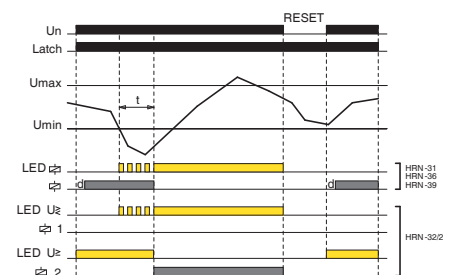 RESET
Un
Latch
Umax
t
Umin
LED
HRN-31
HRN-36
d d HRN-39
LED U≥
1
HRN-32/2
LED U≥
2